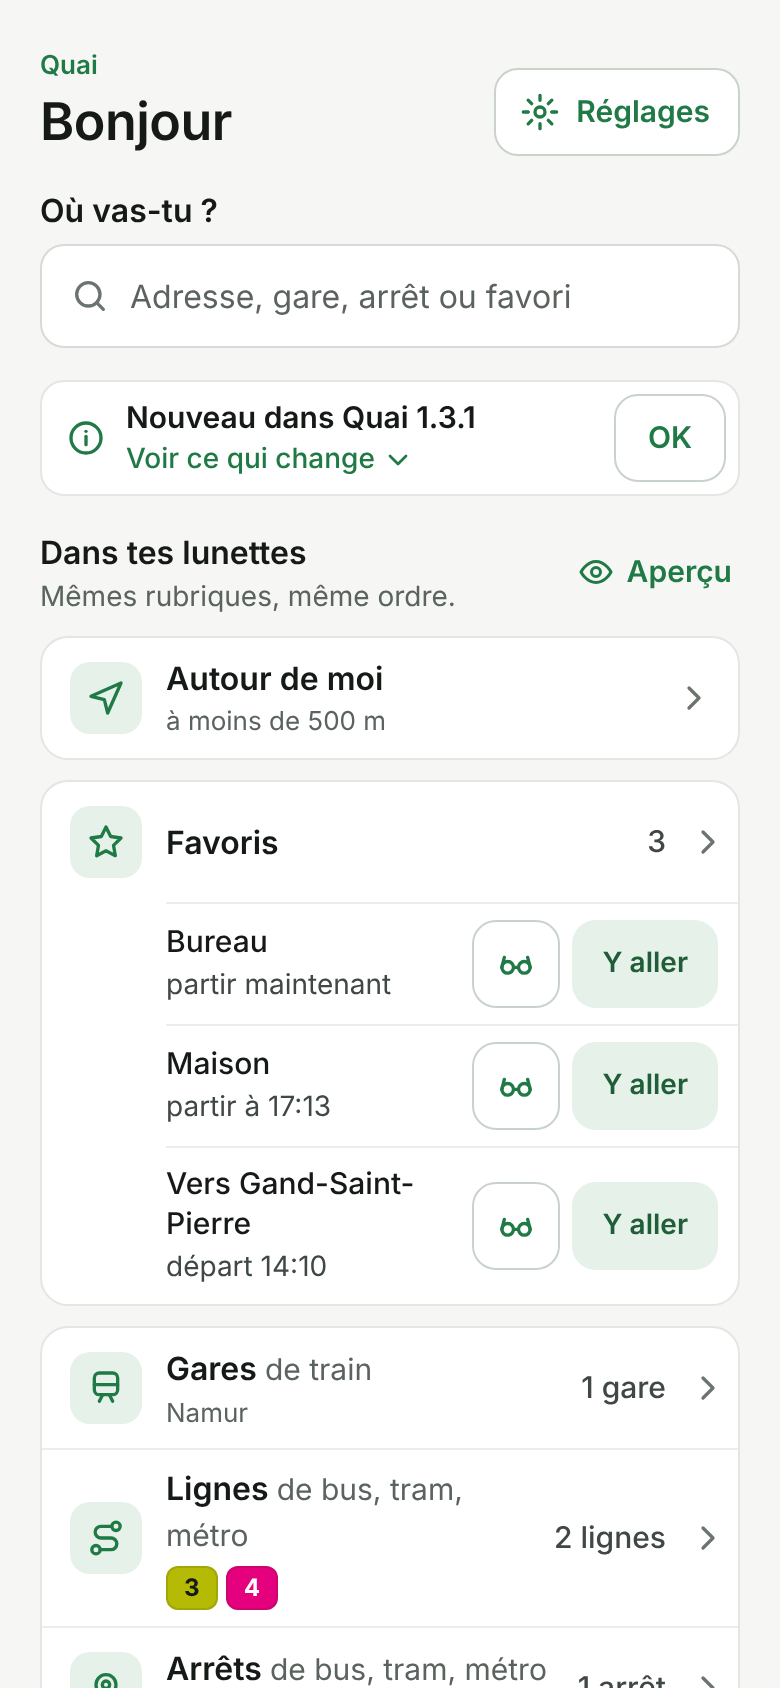 Quai
Bonjour
Réglages
Où vas-tu ?
Adresse, gare, arrêt ou favori
Nouveau dans Quai 1.3.1
Voir ce qui change
OK
Dans tes lunettes
Mêmes rubriques, même ordre.
Aperçu
Autour de moi
à moins de 500 m
Favoris
3
Bureau
partir maintenant
Y aller
Maison
partir à 17:13
Y aller
Vers Gand-Saint-
Pierre
départ 14:10
Y aller
Gares de train
Namur
1 gare
Lignes de bus, tram,
métro
2 lignes
3 4
Arrêts de bus, tram, métro
1 arrêt